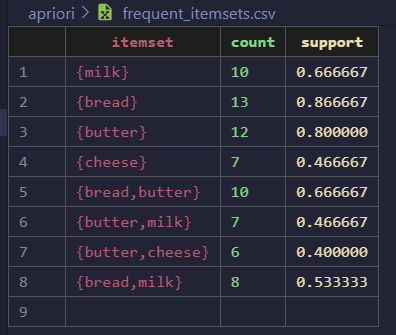 apriori > frequent_itemsets.csv
itemset count support
1 {milk} 10 0.666667
2 {bread} 13 0.866667
3 {butter} 12 0.800000
4 {cheese} 7 0.466667
5 {bread,butter} 10 0.666667
6 {butter,milk} 7 0.466667
7 {butter,cheese} 6 0.400000
8 {bread,milk} 8 0.533333
9